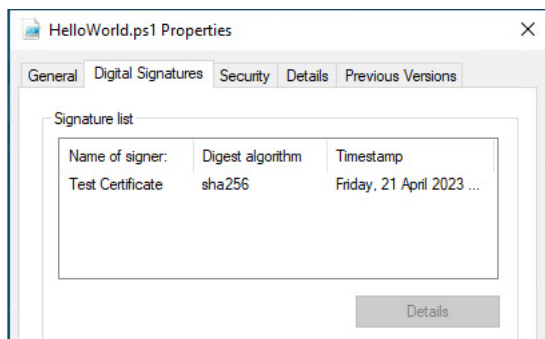 HelloWorld.ps1 Properties
General Digital Signatures Security Details Previous Versions
Signature list
Name of signer: Digest algorithm Timestamp
Test Certificate sha256 Friday, 21 April 2023 ...
Details